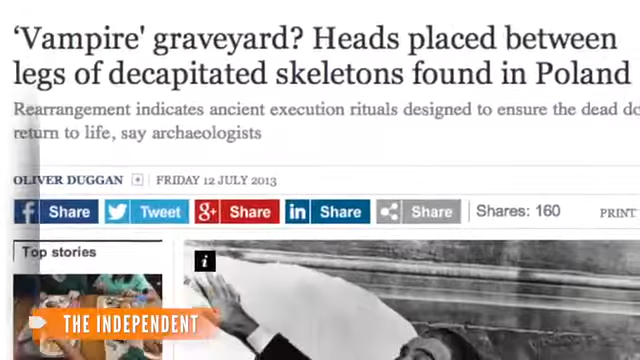 ‘Vampire' graveyard? Heads placed between
legs of decapitated skeletons found in Poland
Rearrangement indicates ancient execution rituals designed to ensure the dead do
return to life, say archaeologists
OLIVER DUGGAN + FRIDAY 12 JULY 2013
f Share Tweet g+ Share in Share Share Shares: 160 PRINT
Top stories
i
THE INDEPENDENT